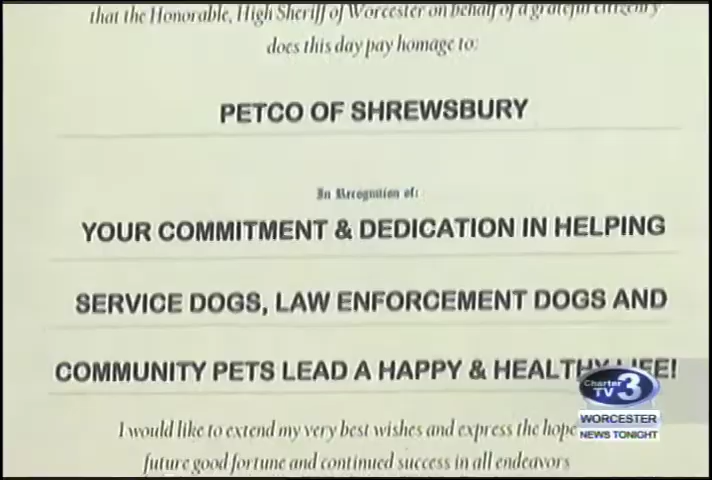 that the Honorable, High Sheriff of Worcester on behalf of a grateful citizenry
does this day pay homage to:
PETCO OF SHREWSBURY
In Recognition of:
YOUR COMMITMENT & DEDICATION IN HELPING
SERVICE DOGS, LAW ENFORCEMENT DOGS AND
COMMUNITY PETS LEAD A HAPPY & HEALTHY LIFE!
Charter
TV 3
WORCESTER
NEWS TONIGHT
I would like to extend my very best wishes and express the hope
future good fortune and continued success in all endeavors